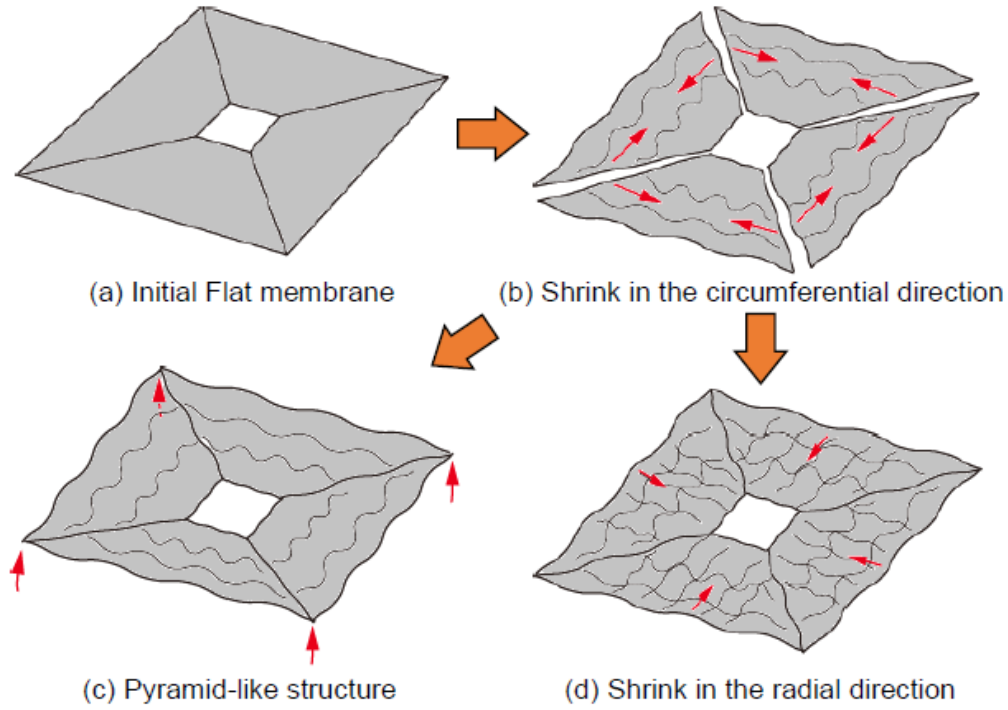 (a) Initial Flat membrane
(b) Shrink in the circumferential direction
(c) Pyramid-like structure
(d) Shrink in the radial direction